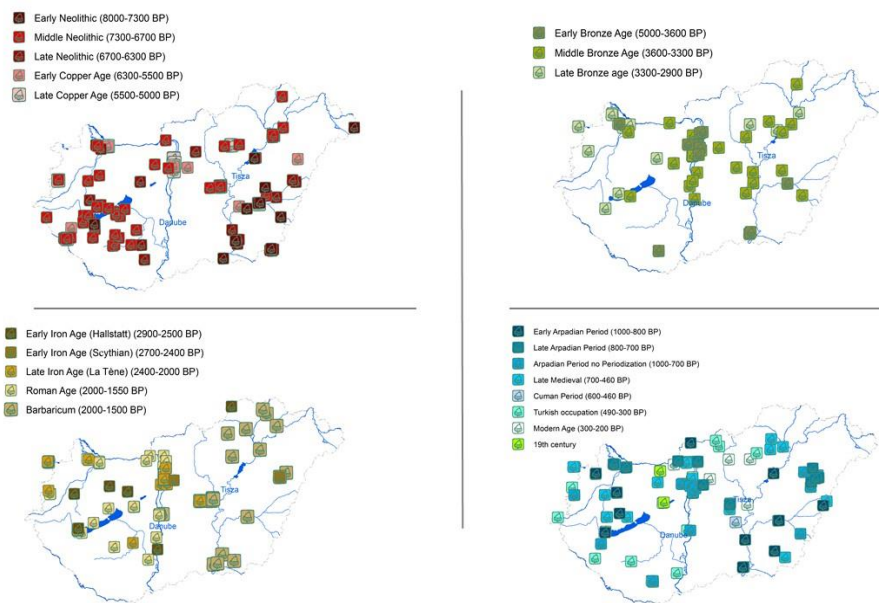 Early Neolithic (8000-7300 BP)
Middle Neolithic (7300-6700 BP)
Late Neolithic (6700-6300 BP)
Early Copper Age (6300-5500 BP)
Late Copper Age (5500-5000 BP)
Tisza
Danube
Early Bronze Age (5000-3600 BP)
Middle Bronze Age (3600-3300 BP)
Late Bronze age (3300-2900 BP)
Tisza
Danube
Early Iron Age (Hallstatt) (2900-2500 BP)
Early Iron Age (Scythian) (2700-2400 BP)
Late Iron Age (La Tène) (2400-2000 BP)
Roman Age (2000-1550 BP)
Barbaricum (2000-1500 BP)
Tisza
Danube
Early Arpadian Period (1000-800 BP)
Late Arpadian Period (800-700 BP)
Arpadian Period no Periodization (1000-700 BP)
Late Medieval (700-460 BP)
Cuman Period (600-460 BP)
Turkish occupation (490-300 BP)
Modern Age (300-200 BP)
19th century
Tisza
Danube